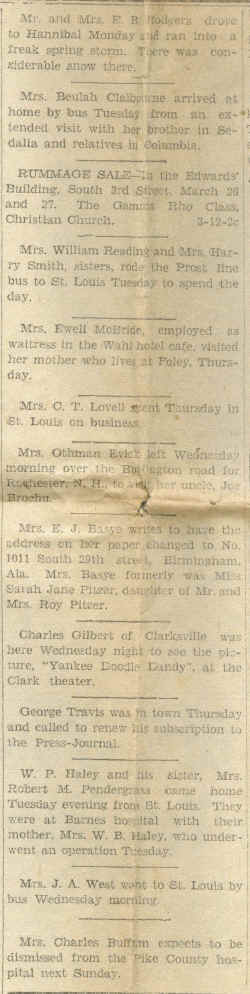 Mr. and Mrs. E. B. Rodgers drove
to Hannibal Monday and ran into a
freak spring storm. There was con-
siderable snow there.
Mrs. Beulah Claibourne arrived at
home by bus Tuesday from an ex-
tended visit with her brother in Se-
dalia and relatives in Columbia.
RUMMAGE SALE—In the Edwards'
Building, South 3rd Street, March 26
and 27. The Gamma Rho Class,
Christian Church. 3-12-2c
Mrs. William Reading and Mrs. Har-
ry Smith, sisters, rode the Prost line
bus to St. Louis Tuesday to spend the
day.
Mrs. Ewell McBride, employed as
waitress in the Wahl hotel cafe, visited
her mother who lives at Foley, Thurs-
day.
Mrs. C. T. Lovell spent Thursday in
St. Louis on business.
Mrs. Othman Evick left Wednesday
morning over the Burlington road for
Rochester, N. H., to visit her uncle, Joe
Brochu.
Mrs. E. J. Basye writes to have the
address on her paper changed to No.
1011 South 29th street, Birmingham,
Ala. Mrs. Basye formerly was Miss
Sarah Jane Pitzer, daughter of Mr. and
Mrs. Roy Pitzer.
Charles Gilbert of Clarksville was
here Wednesday night to see the pic-
ture, "Yankee Doodle Dandy", at the
Clark theater.
George Travis was in town Thursday
and called to renew his subscription to
the Press-Journal.
W. P. Haley and his sister, Mrs.
Robert M. Pendergrass came home
Tuesday evening from St. Louis. They
were at Barnes hospital with their
mother, Mrs. W. B. Haley, who under-
went an operation Tuesday.
Mrs. J. A. West went to St. Louis by
bus Wednesday morning.
Mrs. Charles Buffum expects to be
dismissed from the Pike County hos-
pital next Sunday.